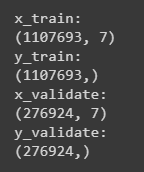 x_train:
(1107693, 7)
y_train:
(1107693,)
x_validate:
(276924, 7)
y_validate:
(276924,)